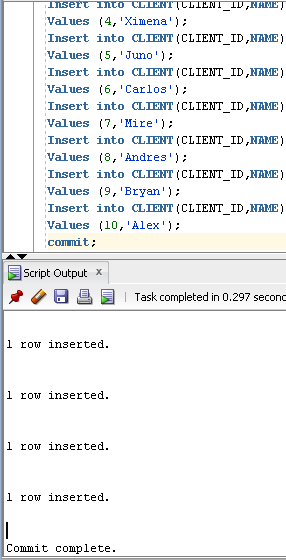 Insert into CLIENT(CLIENT_ID,NAME)
Values (4,'Ximena');
Insert into CLIENT(CLIENT_ID,NAME)
Values (5,'Juno');
Insert into CLIENT(CLIENT_ID,NAME)
Values (6,'Carlos');
Insert into CLIENT(CLIENT_ID,NAME)
Values (7,'Mire');
Insert into CLIENT(CLIENT_ID,NAME)
Values (8,'Andres');
Insert into CLIENT(CLIENT_ID,NAME)
Values (9,'Bryan');
Insert into CLIENT(CLIENT_ID,NAME)
Values (10,'Alex');
commit;
Script Output x
Task completed in 0.297
1 row inserted.
1 row inserted.
1 row inserted.
1 row inserted.
Commit complete.